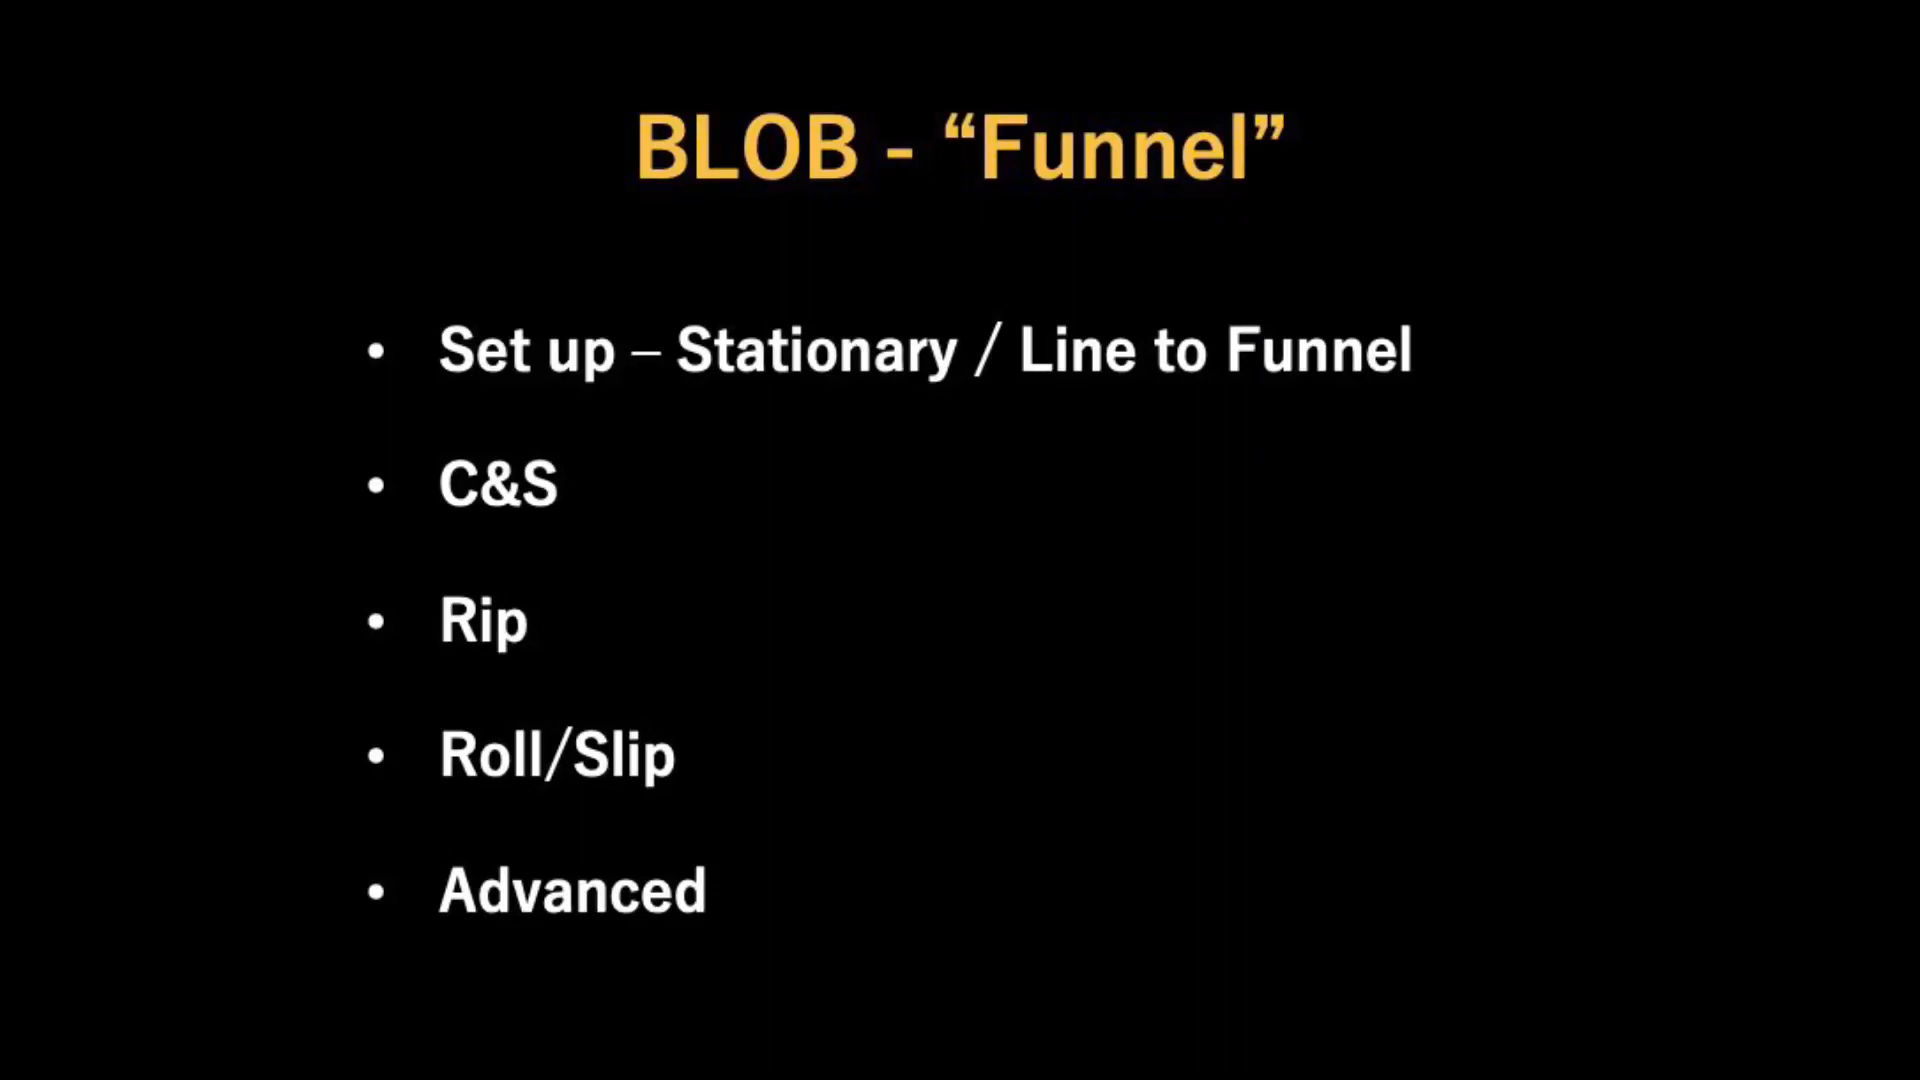 BLOB - “Funnel”
• Set up – Stationary / Line to Funnel
• C&S
• Rip
• Roll/Slip
• Advanced